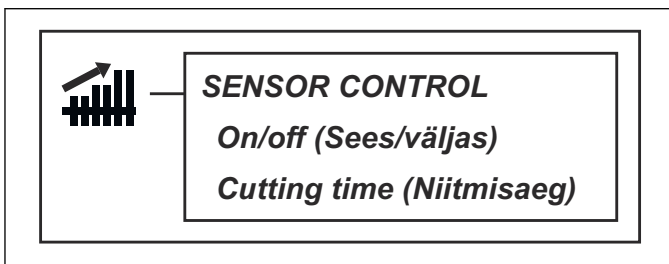 SENSOR CONTROL
On/off (Sees/väljas)
Cutting time (Niitmisaeg)